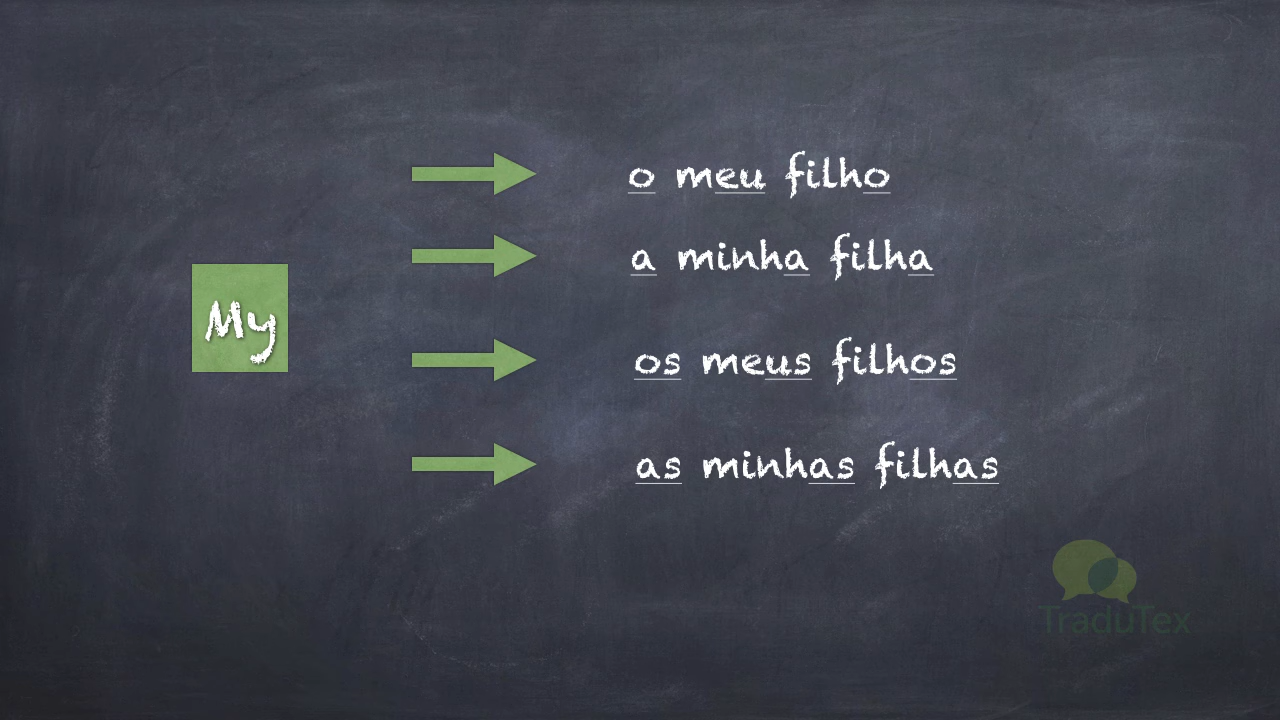 o meu filho
a minha filha
My
os meus filhos
as minhas filhas
TraduTex